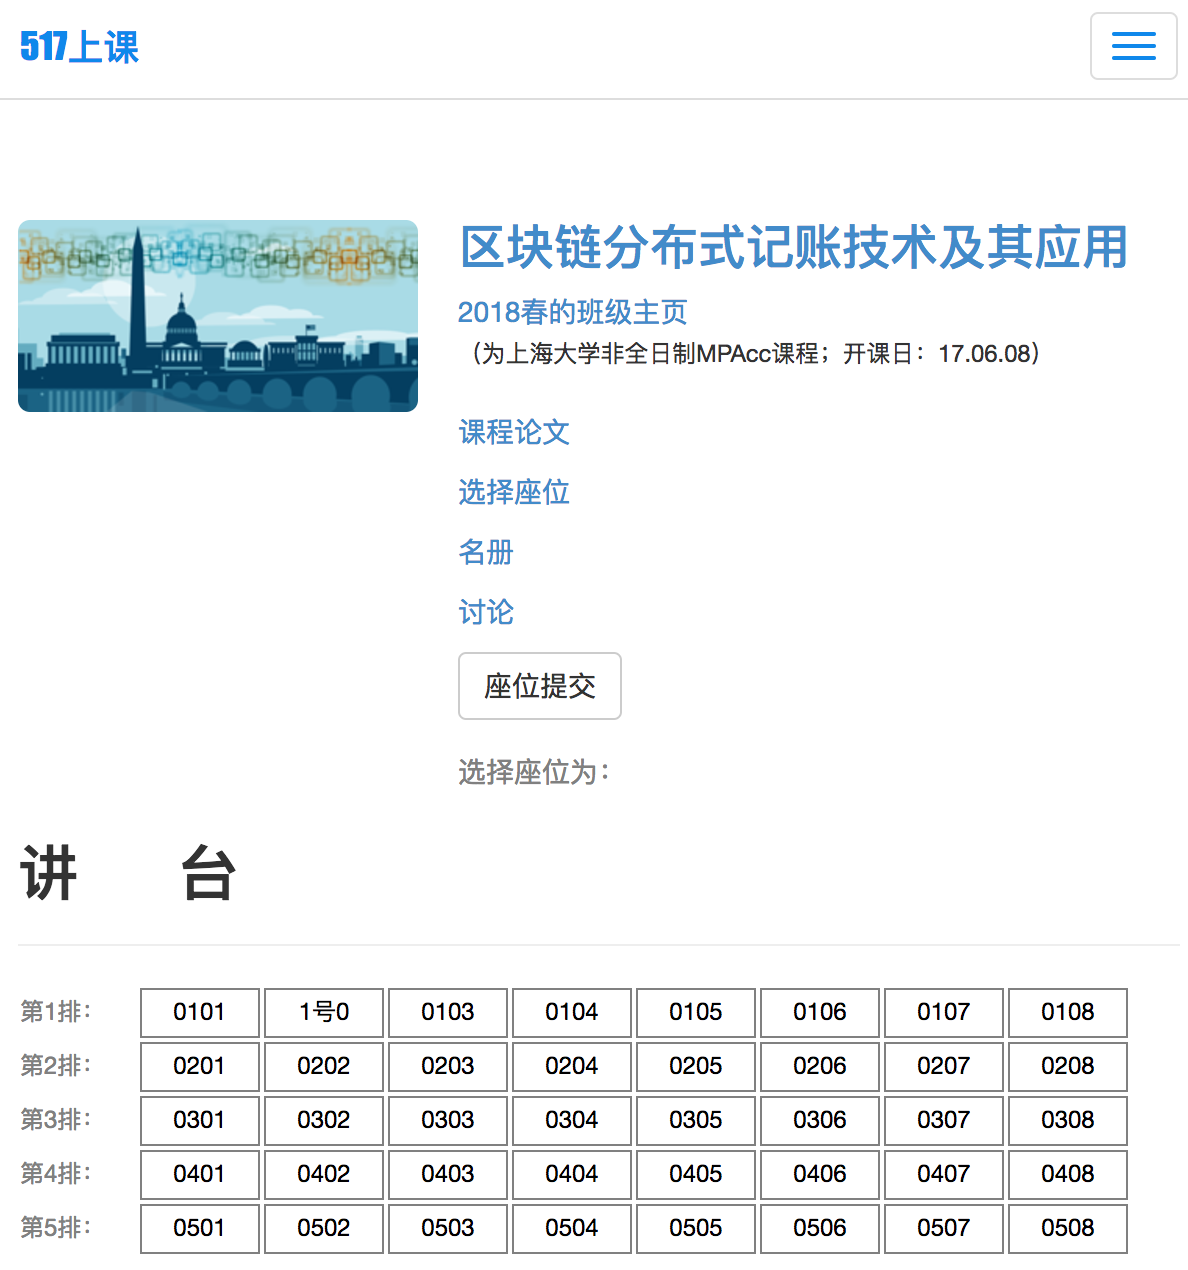 517上课
区块链分布式记账技术及其应用
2018春的班级主页
（为上海大学非全日制MPAcc课程；开课日：17.06.08）
课程论文
选择座位
名册
讨论
座位提交
选择座位为：
讲 台
第1排： 0101 1号0 0103 0104 0105 0106 0107 0108
第2排： 0201 0202 0203 0204 0205 0206 0207 0208
第3排： 0301 0302 0303 0304 0305 0306 0307 0308
第4排： 0401 0402 0403 0404 0405 0406 0407 0408
第5排： 0501 0502 0503 0504 0505 0506 0507 0508